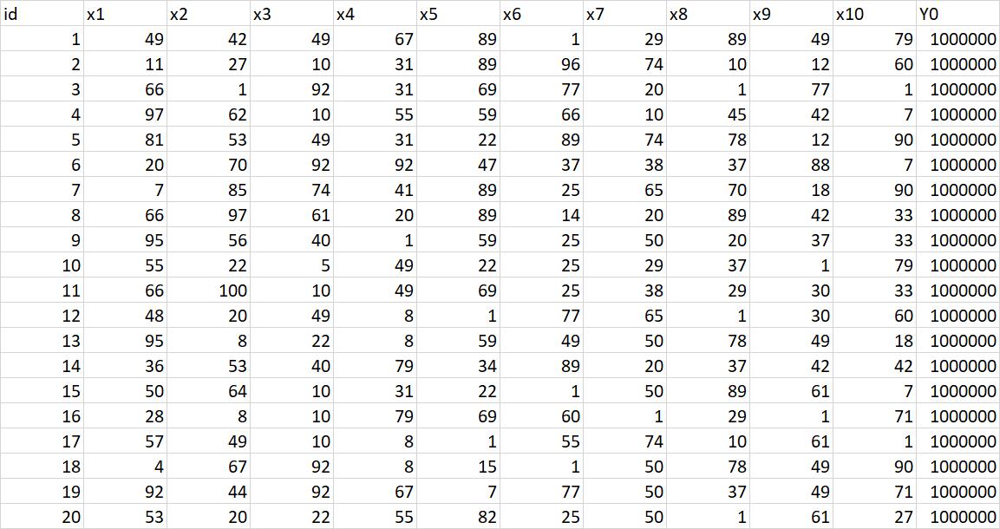 id x1 x2 x3 x4 x5 x6 x7 x8 x9 x10 Y0
1 49 42 49 67 89 1 29 89 49 79 1000000
2 11 27 10 31 89 96 74 10 12 60 1000000
3 66 1 92 31 69 77 20 1 77 1 1000000
4 97 62 10 55 59 66 10 45 42 7 1000000
5 81 53 49 31 22 89 74 78 12 90 1000000
6 20 70 92 92 47 37 38 37 88 7 1000000
7 7 85 74 41 89 25 65 70 18 90 1000000
8 66 97 61 20 89 14 20 89 42 33 1000000
9 95 56 40 1 59 25 50 20 37 33 1000000
10 55 22 5 49 22 25 29 37 1 79 1000000
11 66 100 10 49 69 25 38 29 30 33 1000000
12 48 20 49 8 1 77 65 1 30 60 1000000
13 95 8 22 8 59 49 50 78 49 18 1000000
14 36 53 40 79 34 89 20 37 42 42 1000000
15 50 64 10 31 22 1 50 89 61 7 1000000
16 28 8 10 79 69 60 1 29 1 71 1000000
17 57 49 10 8 1 55 74 10 61 1 1000000
18 4 67 92 8 15 1 50 78 49 90 1000000
19 92 44 92 67 7 77 50 37 49 71 1000000
20 53 20 22 55 82 25 50 1 61 27 1000000